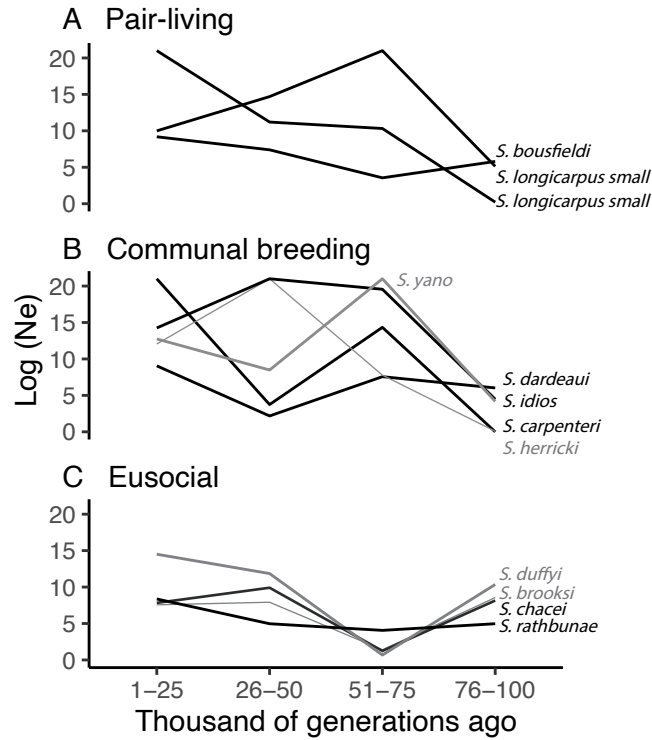 A Pair-living
20
15
10
5
0
S. bousfieldi
S. longicarpus small
S. longicarpus small
B Communal breeding
20
15
10
5
0
Log (Ne)
S. yano
S. dardeaui
S. idios
S. carpenteri
S. herricki
C Eusocial
20
15
10
5
0
S. duffyi
S. brooksi
S. chacei
S. rathbunae
1–25 26–50 51–75 76–100
Thousand of generations ago